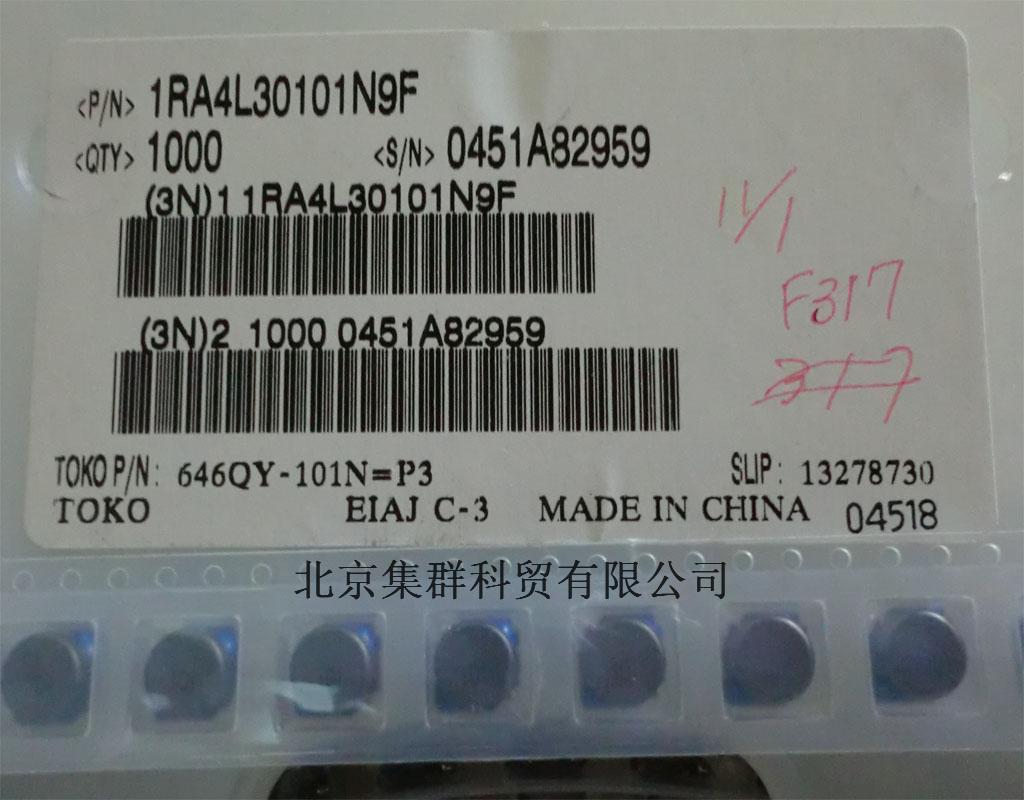 <P/N> 1RA4L30101N9F
<QTY> 1000 <S/N> 0451A82959
(3N)1 1RA4L30101N9F
11/1
F317
(3N)2 1000 0451A82959
317
TOKO P/N: 646QY-101N=P3 SLIP: 13278730
TOKO EIAJ C-3 MADE IN CHINA 04518
北京集群科贸有限公司